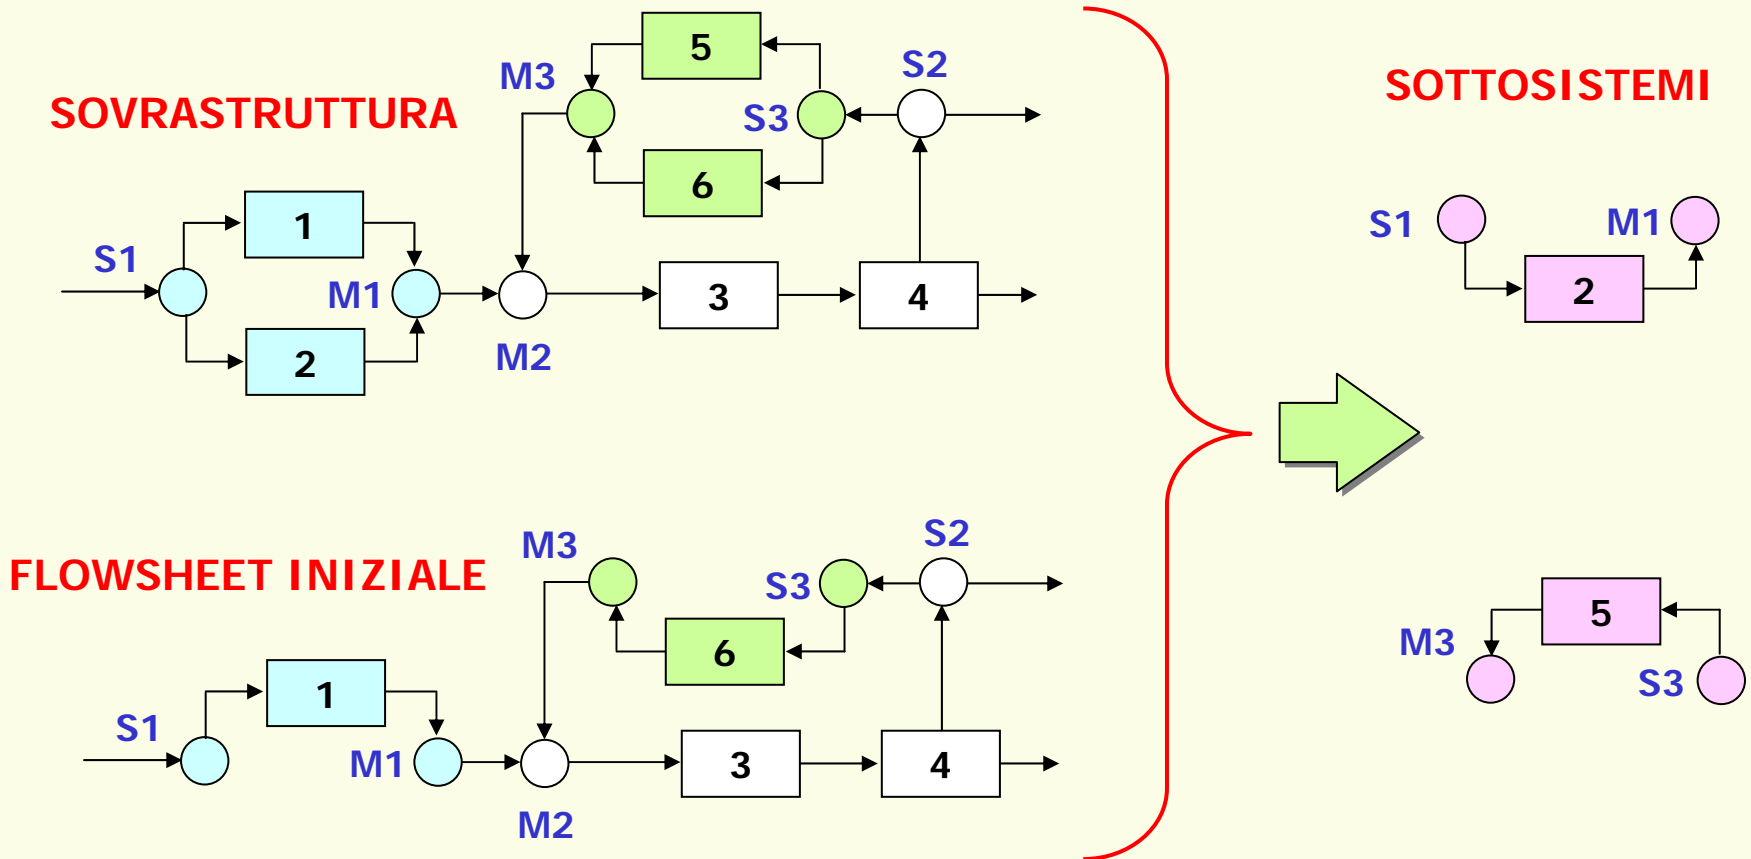 SOVRASTRUTTURA
M3
5
S2
S3
6
1
S1
M1
2
M2
3
4
FLOWSHEET INIZIALE
M3
S2
S3
6
1
S1
M1
M2
3
4
SOTTOSISTEMI
S1
M1
2
5
M3
S3